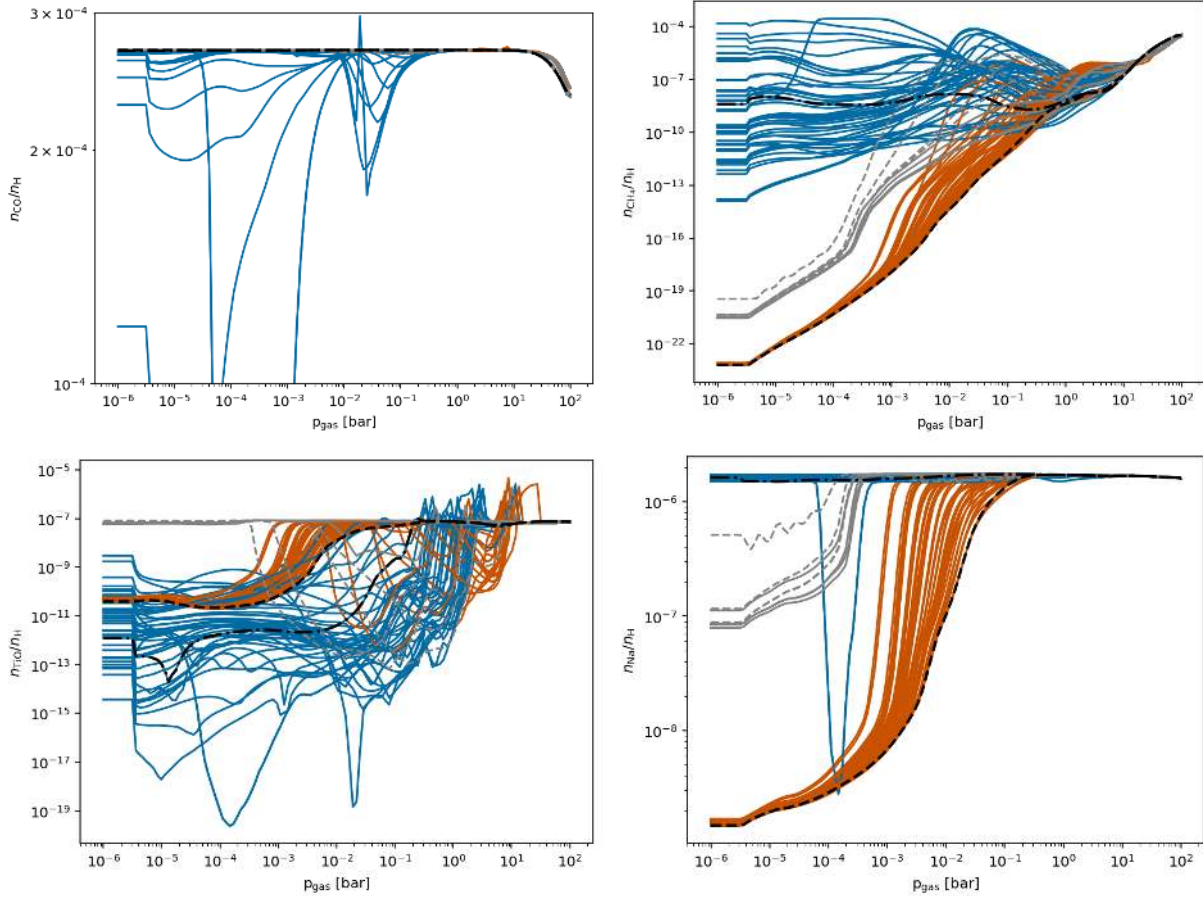 3 × 10⁻⁴
2 × 10⁻⁴
10⁻⁴
n_CO/n_H
10⁻⁶ 10⁻⁵ 10⁻⁴ 10⁻³ 10⁻² 10⁻¹ 10⁰ 10¹ 10²
p_gas [bar]
10⁻⁴
10⁻⁷
10⁻¹⁰
10⁻¹³
10⁻¹⁶
10⁻¹⁹
10⁻²²
n_CH₄/n_H
10⁻⁶ 10⁻⁵ 10⁻⁴ 10⁻³ 10⁻² 10⁻¹ 10⁰ 10¹ 10²
p_gas [bar]
10⁻⁵
10⁻⁷
10⁻⁹
10⁻¹¹
10⁻¹³
10⁻¹⁵
10⁻¹⁷
10⁻¹⁹
n_TiO/n_H
10⁻⁶ 10⁻⁵ 10⁻⁴ 10⁻³ 10⁻² 10⁻¹ 10⁰ 10¹ 10²
p_gas [bar]
10⁻⁶
10⁻⁷
10⁻⁸
n_Na/n_H
10⁻⁶ 10⁻⁵ 10⁻⁴ 10⁻³ 10⁻² 10⁻¹ 10⁰ 10¹ 10²
p_gas [bar]